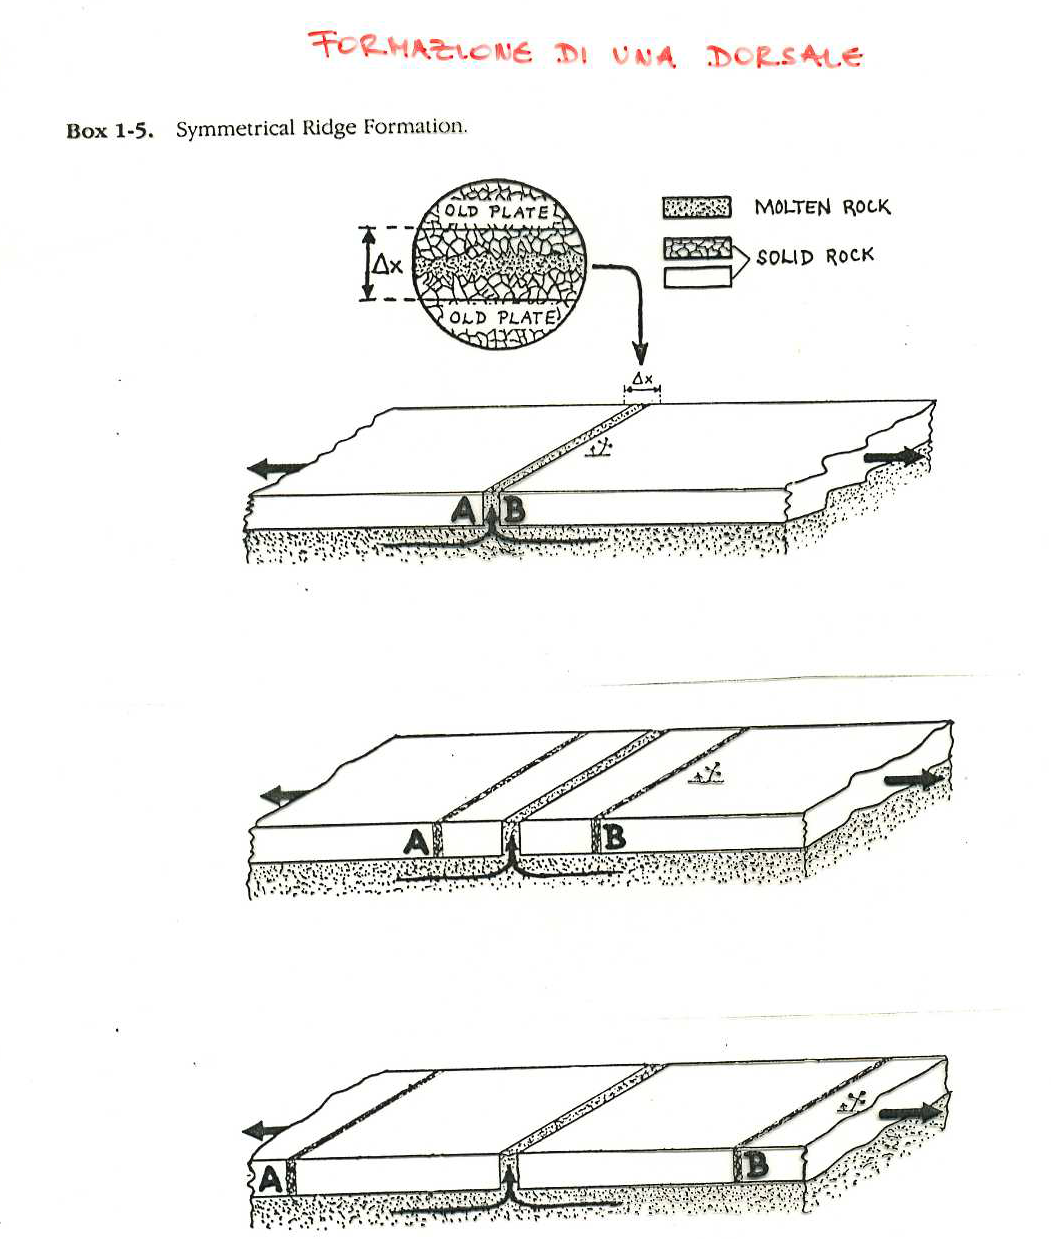 FORMAZIONE DI UNA DORSALE
Box 1-5. Symmetrical Ridge Formation.
OLD PLATE
Δx
OLD PLATE
MOLTEN ROCK
SOLID ROCK
Δx
A B
A B
A B